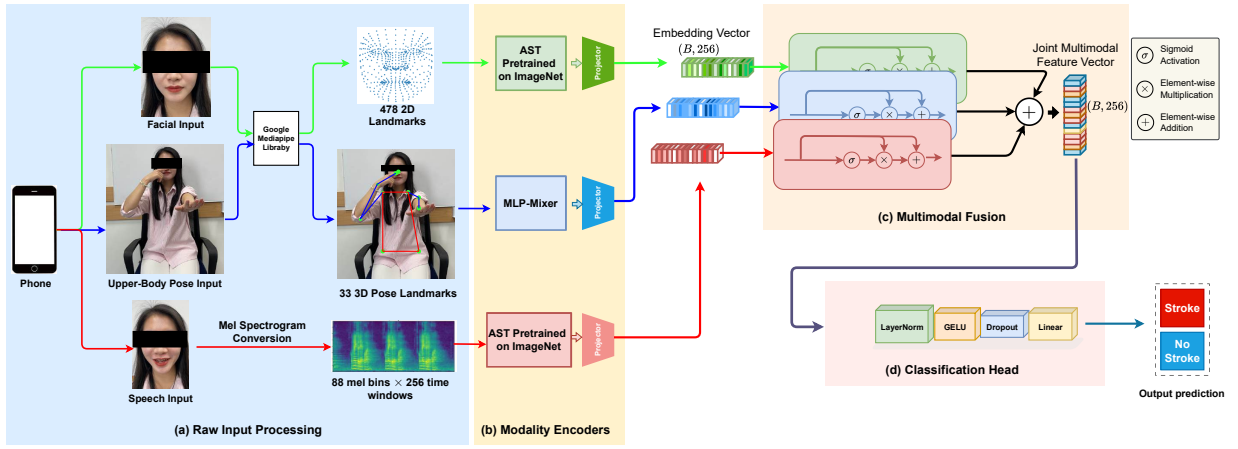 Phone
Facial Input
Upper-Body Pose Input
Speech Input
Google
Mediapipe
Libraby
Mel Spectrogram
Conversion
478 2D
Landmarks
33 3D Pose Landmarks
88 mel bins × 256 time
windows
(a) Raw Input Processing
AST
Pretrained
on ImageNet
Projector
MLP-Mixer
Projector
AST Pretrained
on ImageNet
Projector
(b) Modality Encoders
Embedding Vector
(B, 256)
σ
×
+
σ
×
+
σ
×
+
+
(c) Multimodal Fusion
Joint Multimodal
Feature Vector
(B, 256)
σ Sigmoid
Activation
× Element-wise
Multiplication
+ Element-wise
Addition
LayerNorm
GELU
Dropout
Linear
(d) Classification Head
Stroke
No
Stroke
Output prediction